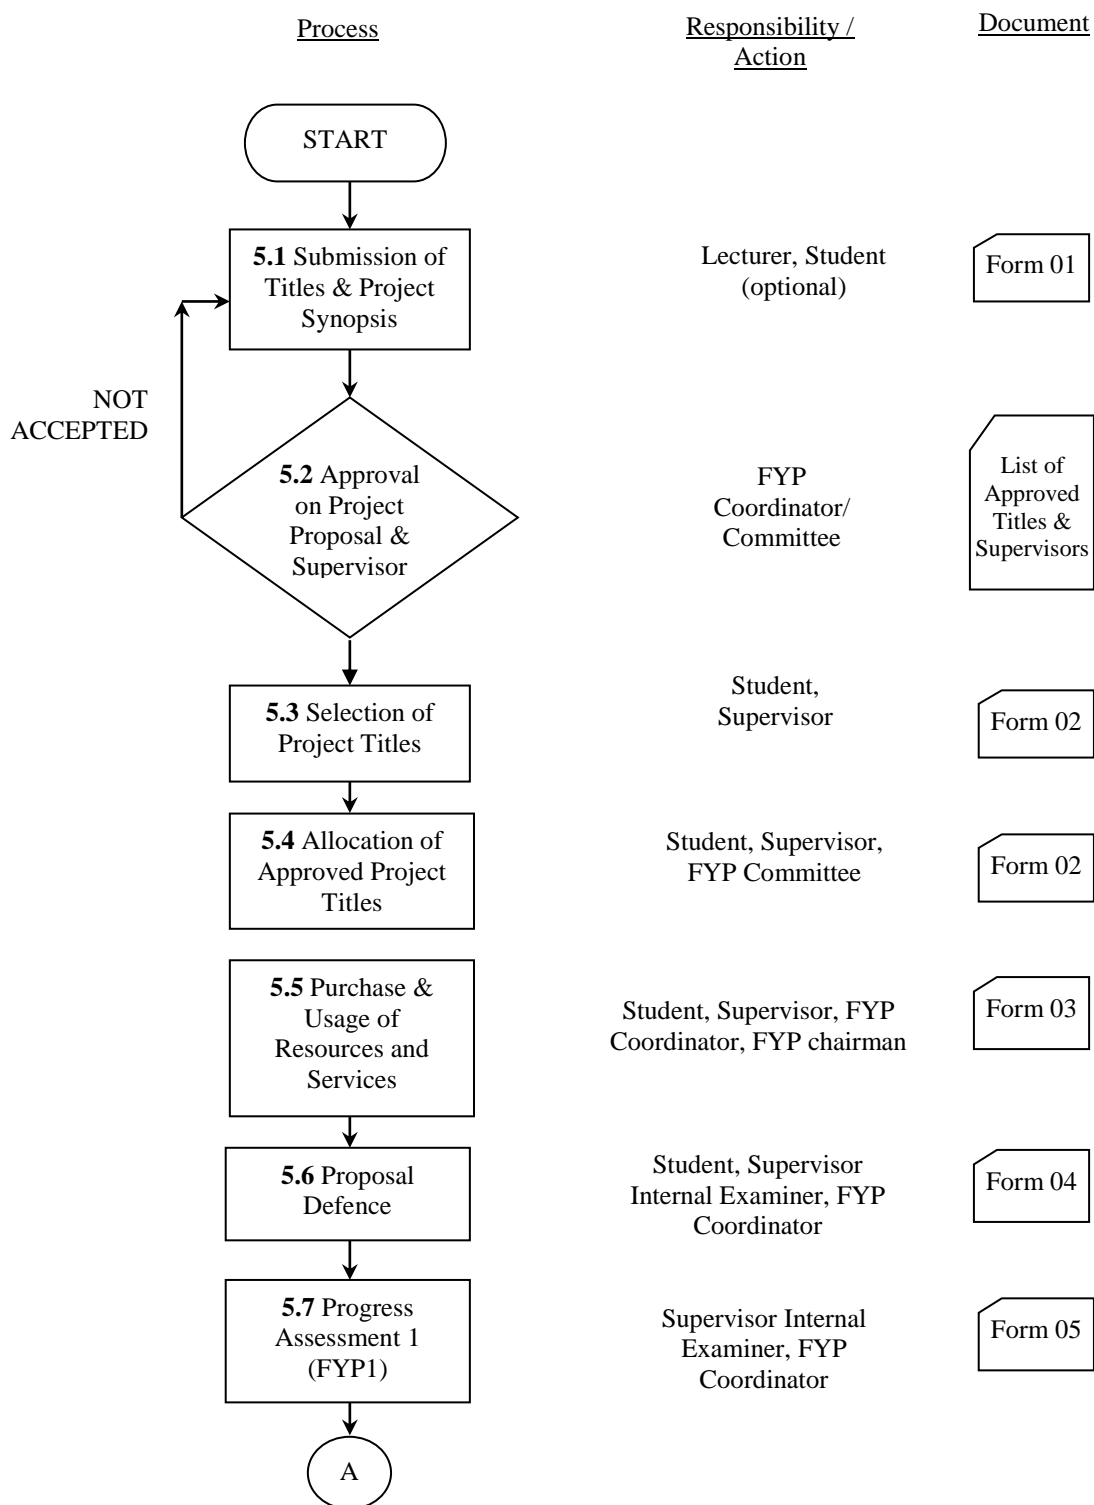 Process
Responsibility /
Action
Document
START
5.1 Submission of
Titles & Project
Synopsis
Lecturer, Student
(optional)
Form 01
NOT
ACCEPTED
5.2 Approval
on Project
Proposal &
Supervisor
FYP
Coordinator/
Committee
List of
Approved
Titles &
Supervisors
5.3 Selection of
Project Titles
Student,
Supervisor
Form 02
5.4 Allocation of
Approved Project
Titles
Student, Supervisor,
FYP Committee
Form 02
5.5 Purchase &
Usage of
Resources and
Services
Student, Supervisor, FYP
Coordinator, FYP chairman
Form 03
5.6 Proposal
Defence
Student, Supervisor
Internal Examiner, FYP
Coordinator
Form 04
5.7 Progress
Assessment 1
(FYP1)
Supervisor Internal
Examiner, FYP
Coordinator
Form 05
A